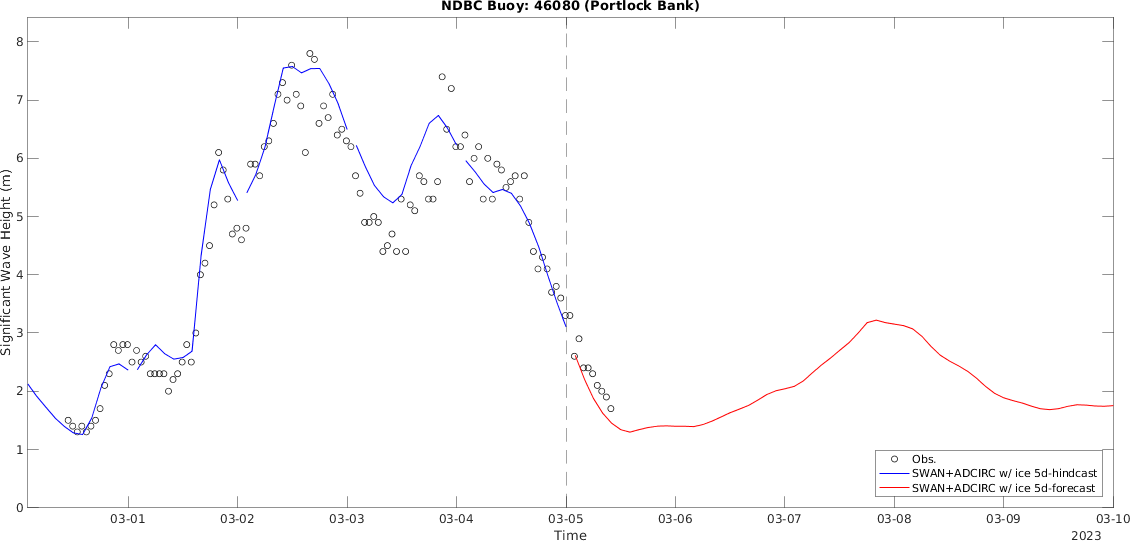 NDBC Buoy: 46080 (Portlock Bank)
8
7
6
5
4
3
2
1
0
Significant Wave Height (m)
Obs.
SWAN+ADCIRC w/ ice 5d-hindcast
SWAN+ADCIRC w/ ice 5d-forecast
03-01 03-02 03-03 03-04 03-05 03-06 03-07 03-08 03-09 03-10
Time
2023